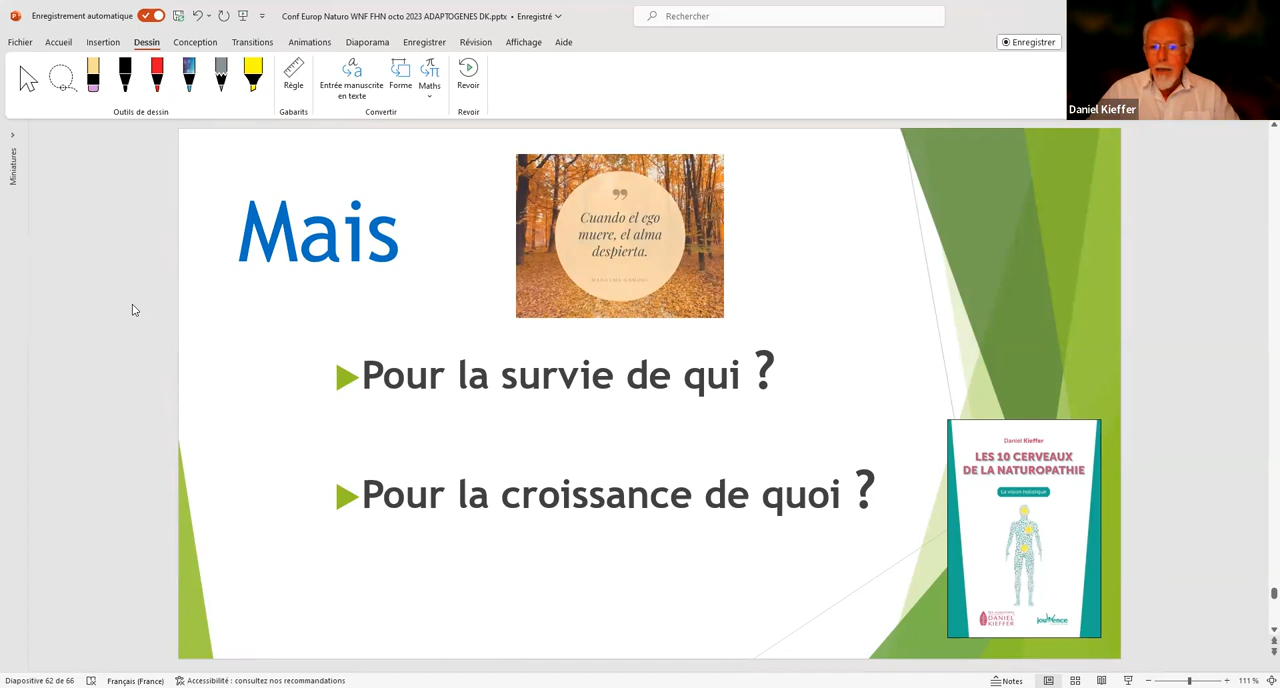 Enregistrement automatique
Conf Europ Naturo WNF FHN octo 2023 ADAPTOGENES DK.pptx • Enregistré
Rechercher
Fichier Accueil Insertion Dessin Conception Transitions Animations Diaporama Enregistrer Révision Affichage Aide
Enregistrer
Règle
Entrée manuscrite
en texte
Forme
Maths
Revoir
Outils de dessin
Gabarits
Convertir
Revoir
Daniel Kieffer
Miniatures
Mais
Cuando el ego
muere, el alma
despierta.
MAHATMA GANDHI
Pour la survie de qui ?
Pour la croissance de quoi ?
Daniel Kieffer
LES 10 CERVEAUX
DE LA NATUROPATHIE
La vision holistique
DANIEL
KIEFFER
jouvence
Diapositive 62 de 66
Français (France)
Accessibilité : consultez nos recommandations
Notes
111 %